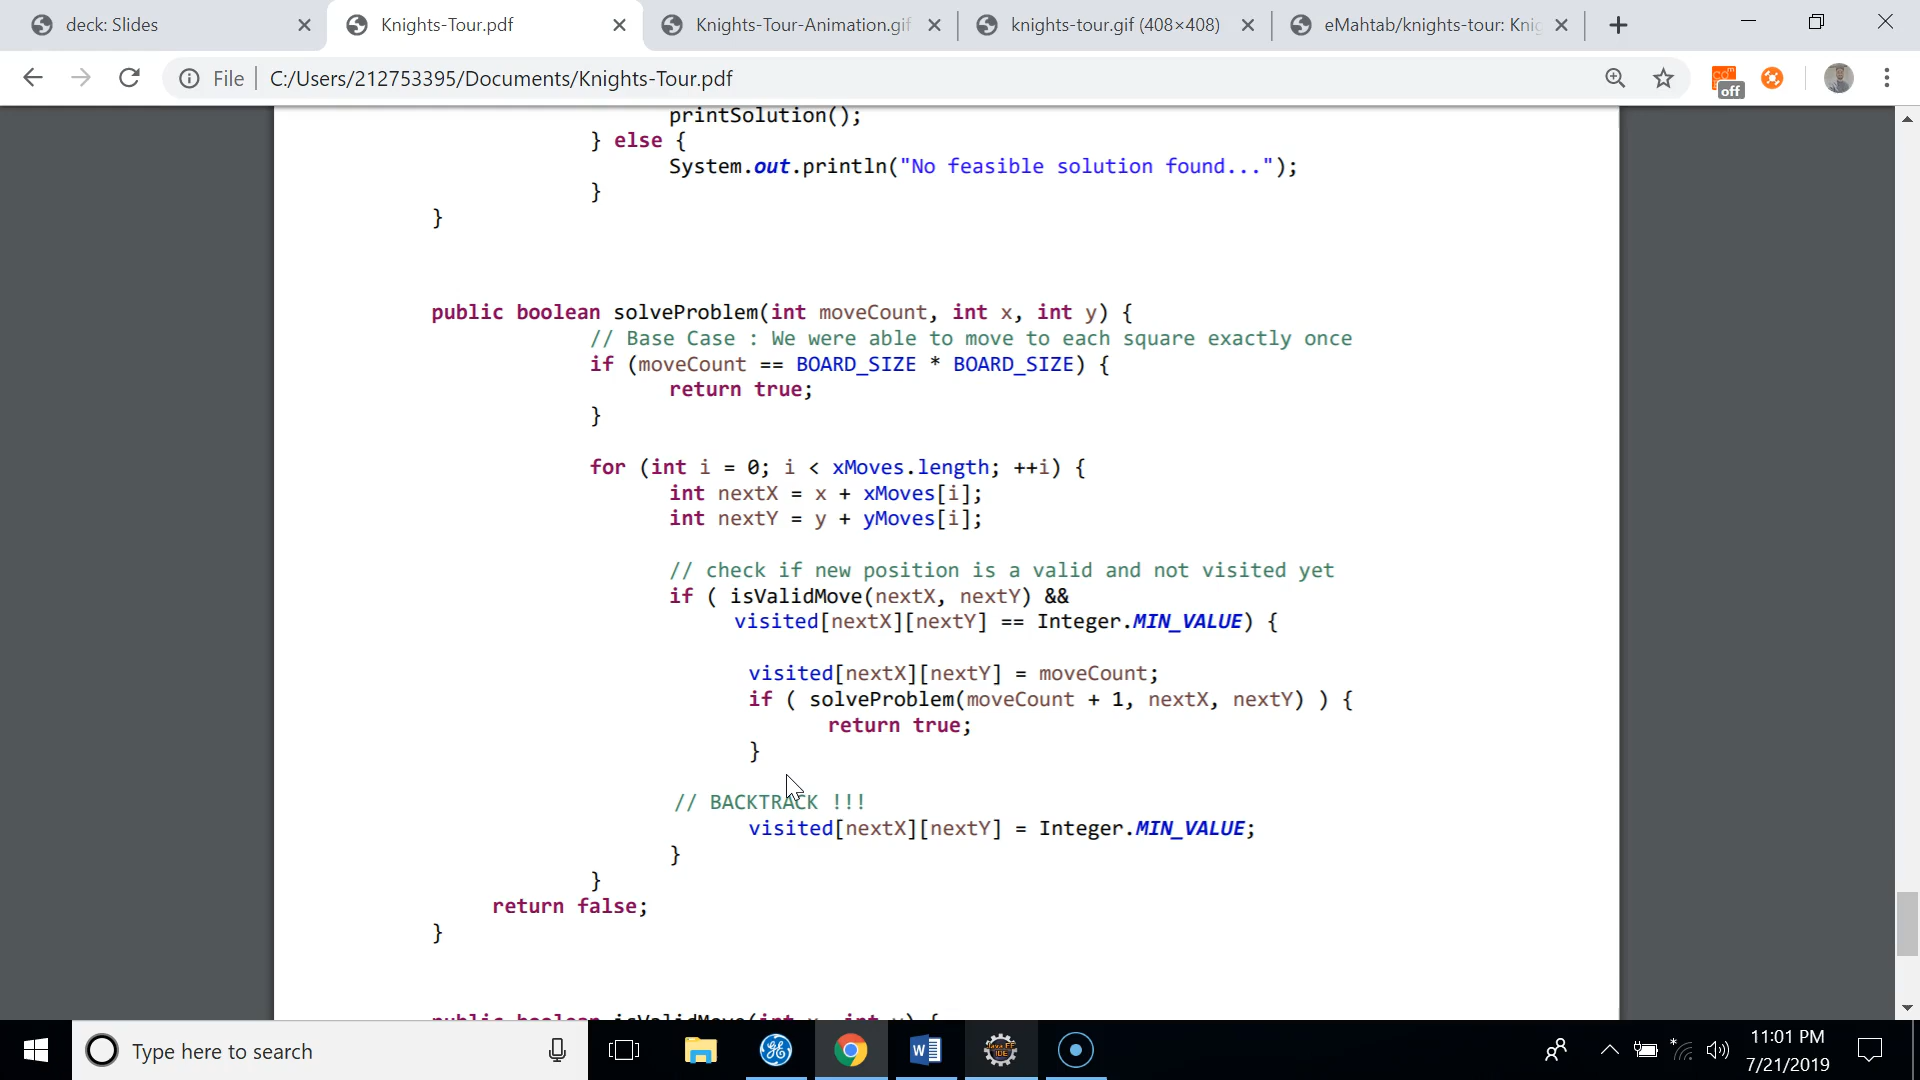 deck: Slides
Knights-Tour.pdf
Knights-Tour-Animation.gif
knights-tour.gif (408×408)
eMahtab/knights-tour: Knig
File
C:/Users/212753395/Documents/Knights-Tour.pdf
off
printSolution();
} else {
System.out.println("No feasible solution found...");
}
}
public boolean solveProblem(int moveCount, int x, int y) {
// Base Case : We were able to move to each square exactly once
if (moveCount == BOARD_SIZE * BOARD_SIZE) {
return true;
}
for (int i = 0; i < xMoves.length; ++i) {
int nextX = x + xMoves[i];
int nextY = y + yMoves[i];
// check if new position is a valid and not visited yet
if ( isValidMove(nextX, nextY) &&
visited[nextX][nextY] == Integer.MIN_VALUE) {
visited[nextX][nextY] = moveCount;
if ( solveProblem(moveCount + 1, nextX, nextY) ) {
return true;
}
// BACKTRACK !!!
visited[nextX][nextY] = Integer.MIN_VALUE;
}
}
return false;
}
public boolean isValidMove(int x, int y) {
Type here to search
11:01 PM
7/21/2019